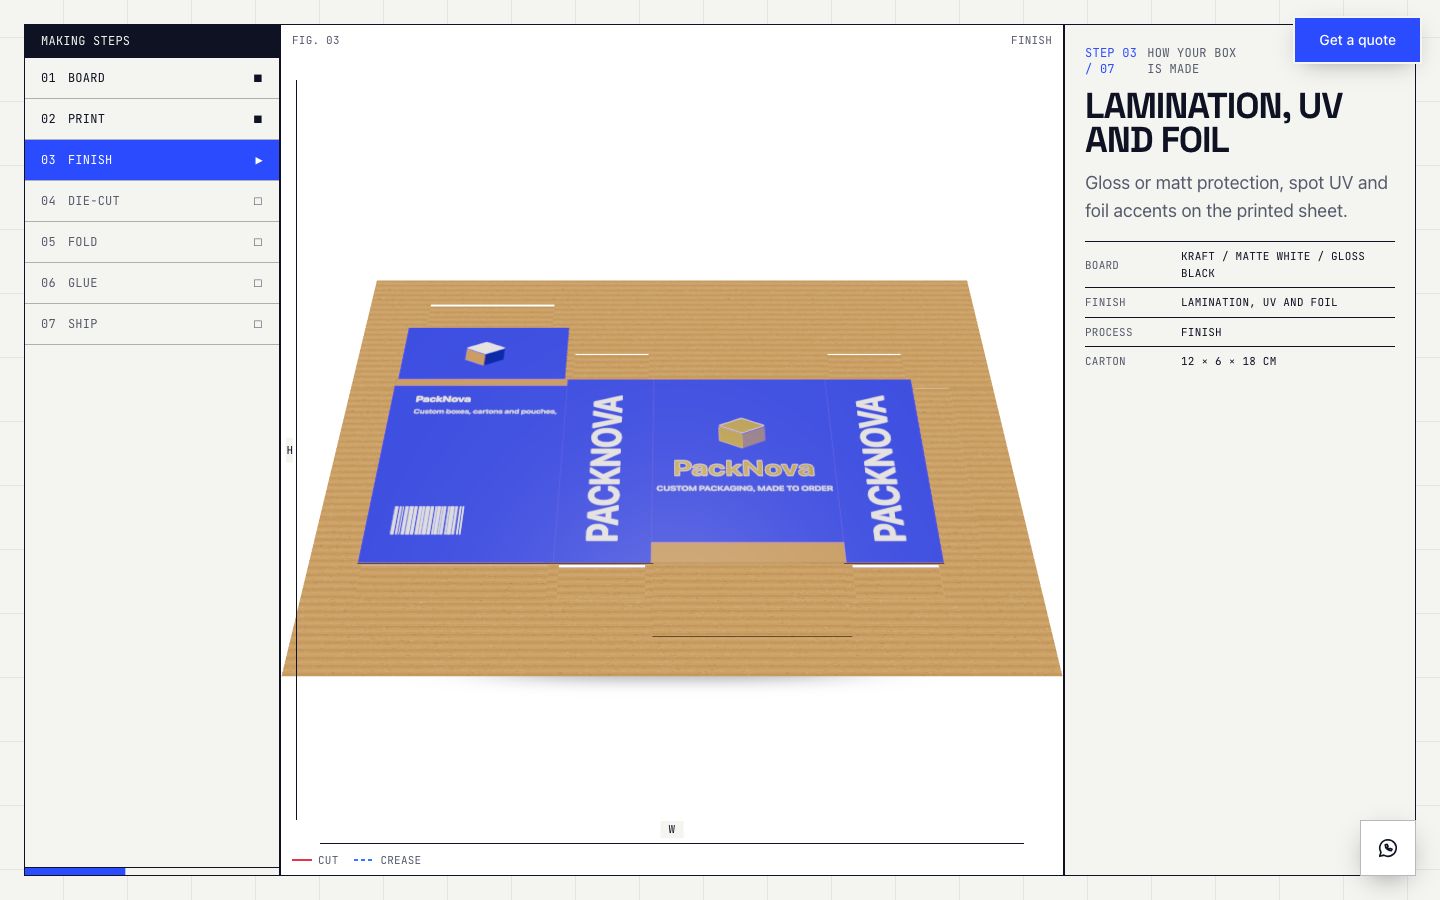 MAKING STEPS
01 BOARD
02 PRINT
03 FINISH
04 DIE-CUT
05 FOLD
06 GLUE
07 SHIP
FIG. 03
FINISH
H
PackNova
Custom boxes, cartons and pouches,
PACKNOVA
PackNova
CUSTOM PACKAGING, MADE TO ORDER
PACKNOVA
W
CUT
CREASE
Get a quote
STEP 03 / 07
HOW YOUR BOX IS MADE
LAMINATION, UV
AND FOIL
Gloss or matt protection, spot UV and
foil accents on the printed sheet.
BOARD KRAFT / MATTE WHITE / GLOSS
BLACK
FINISH LAMINATION, UV AND FOIL
PROCESS FINISH
CARTON 12 × 6 × 18 CM